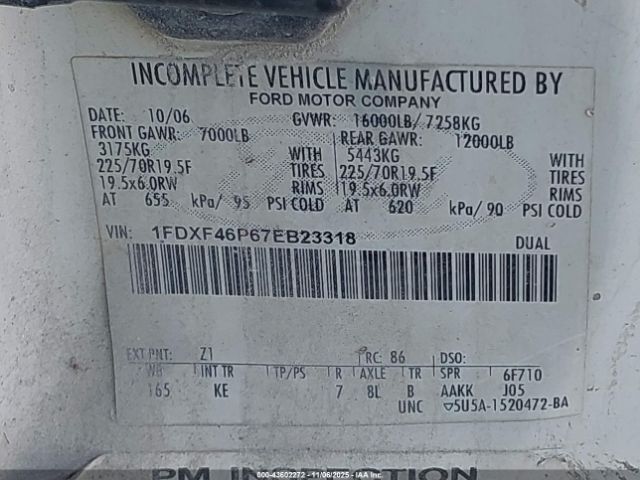 INCOMPLETE VEHICLE MANUFACTURED BY
FORD MOTOR COMPANY
DATE: 10/06 GVWR: 16000LB/ 7258KG
FRONT GAWR: 7000LB REAR GAWR: 12000LB
3175KG WITH 5443KG WITH
225/70R19.5F TIRES 225/70R19.5F TIRES
19.5x6.0RW RIMS 19.5x6.0RW RIMS
AT 655 kPa/ 95 PSI COLD AT 620 kPa/ 90 PSI COLD
VIN: 1FDXF46P67EB23318
DUAL
EXT PNT: Z1 RC: 86 DSO:
WB INT TR TP/PS R AXLE TR SPR 6F710
165 KE 7 8L B AAKK J05
UNC ▽5U5A-1520472-BA
000-43602272 - 11/06/2025 - IAAI.COM